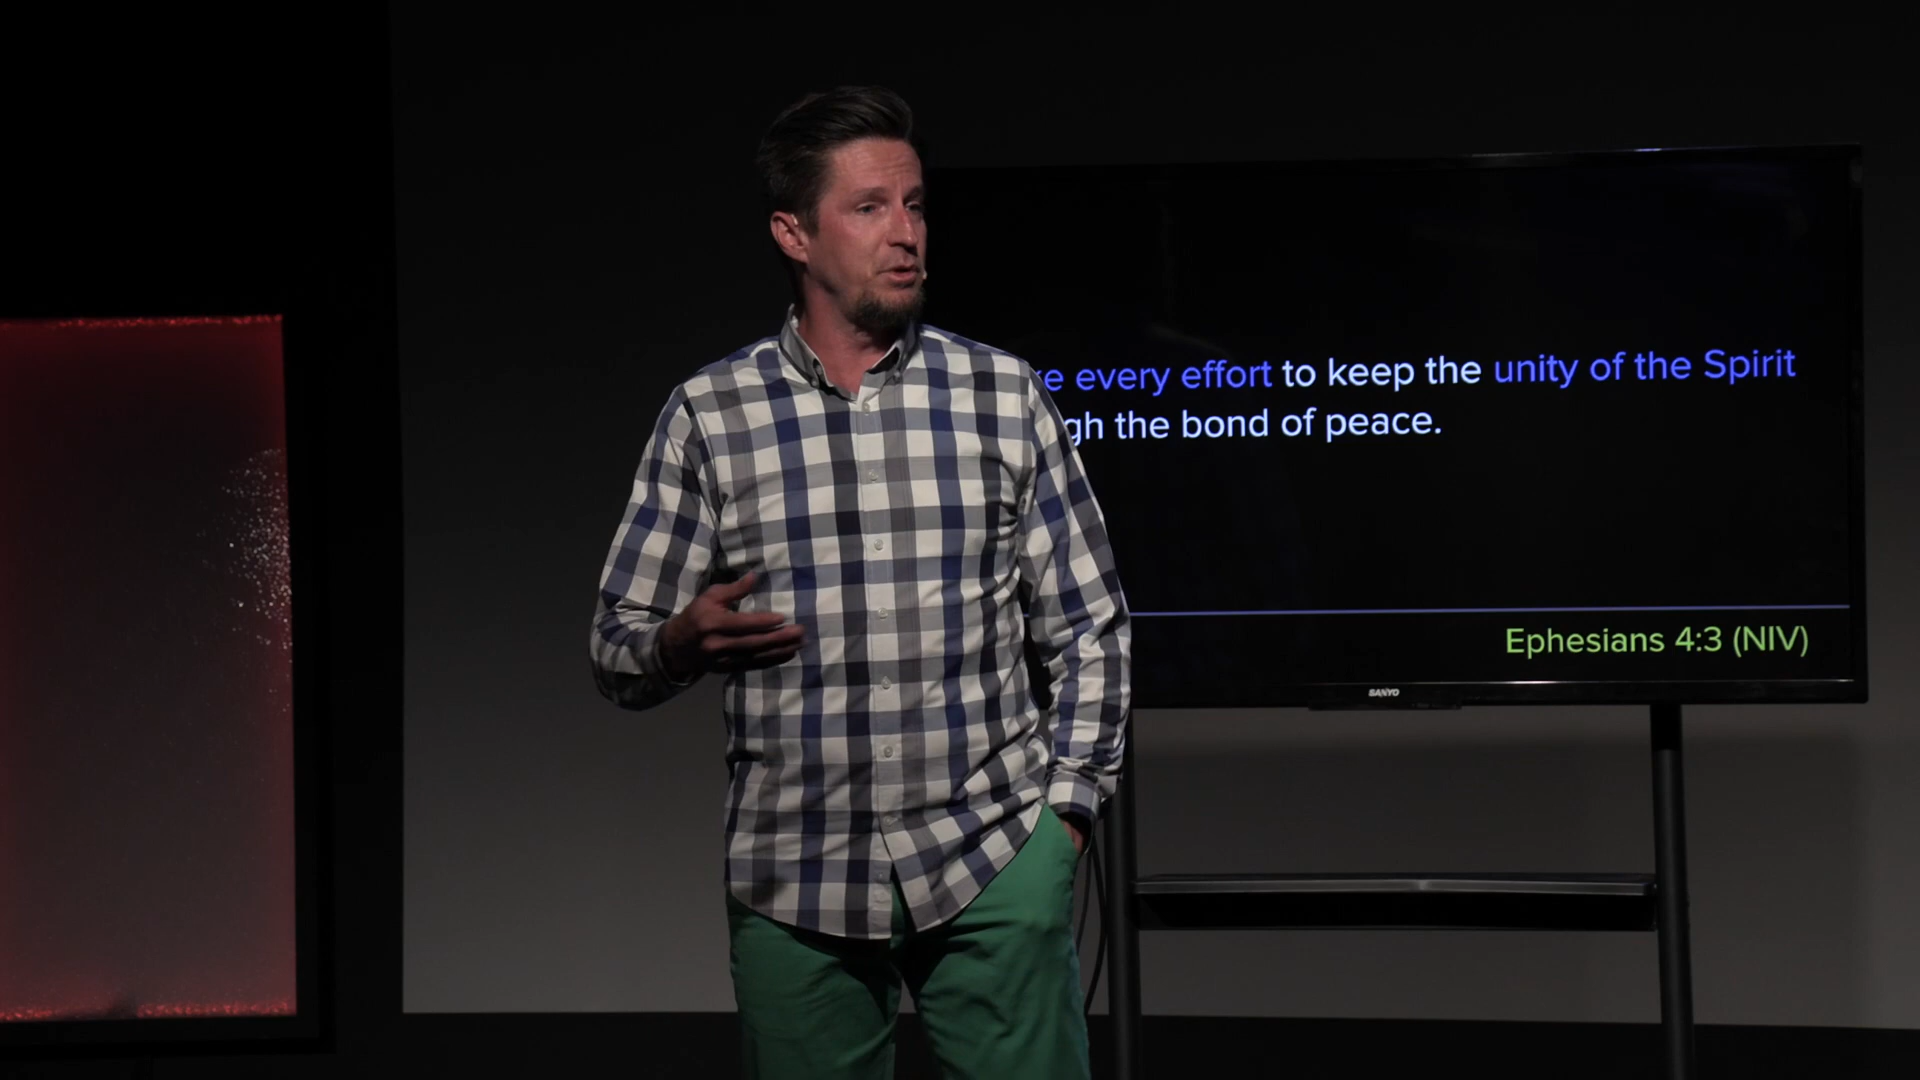 every effort to keep the unity of the Spirit
the bond of peace.
Ephesians 4:3 (NIV)
SANYO